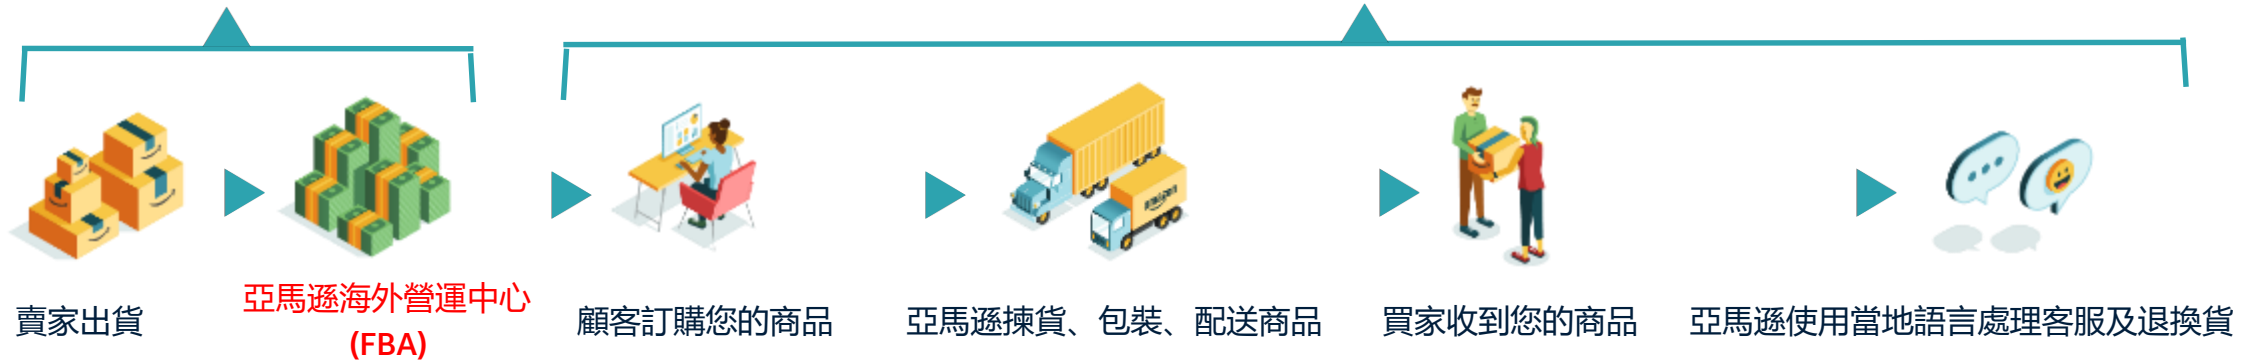 賣家出貨
亞馬遜海外營運中心
(FBA)
顧客訂購您的商品
亞馬遜揀貨、包裝、配送商品
amazon
買家收到您的商品
亞馬遜使用當地語言處理客服及退換貨